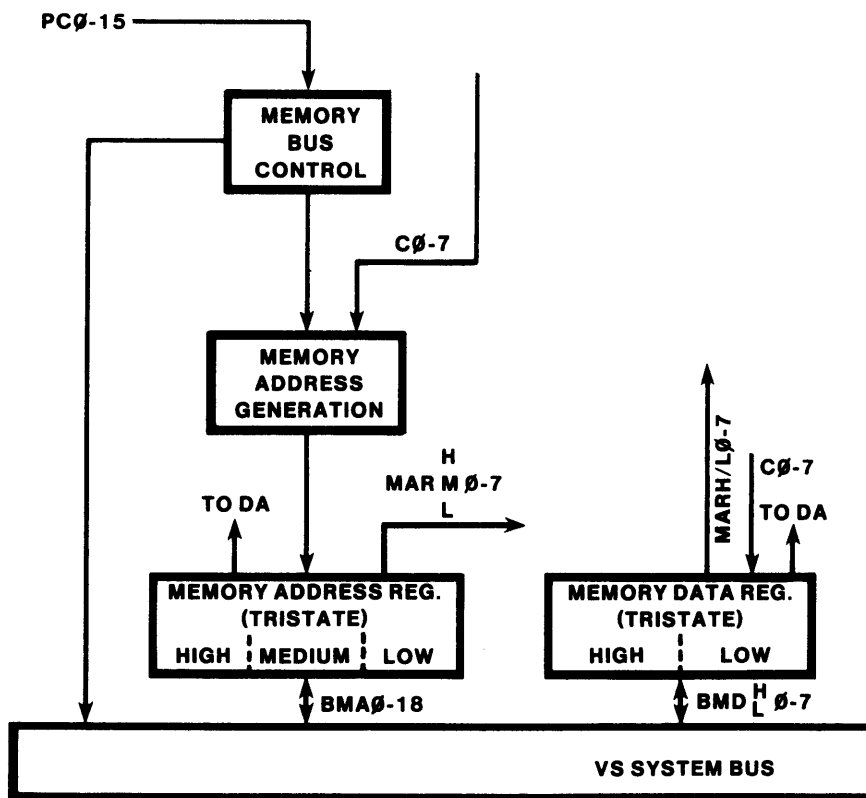 PCØ-15
MEMORY
BUS
CONTROL
CØ-7
MEMORY
ADDRESS
GENERATION
H
MAR M Ø-7
L
TO DA
MARH/LØ-7
CØ-7
TO DA
MEMORY ADDRESS REG.
(TRISTATE)
HIGH MEDIUM LOW
MEMORY DATA REG.
(TRISTATE)
HIGH LOW
BMAØ-18
BMD H Ø-7
L
VS SYSTEM BUS